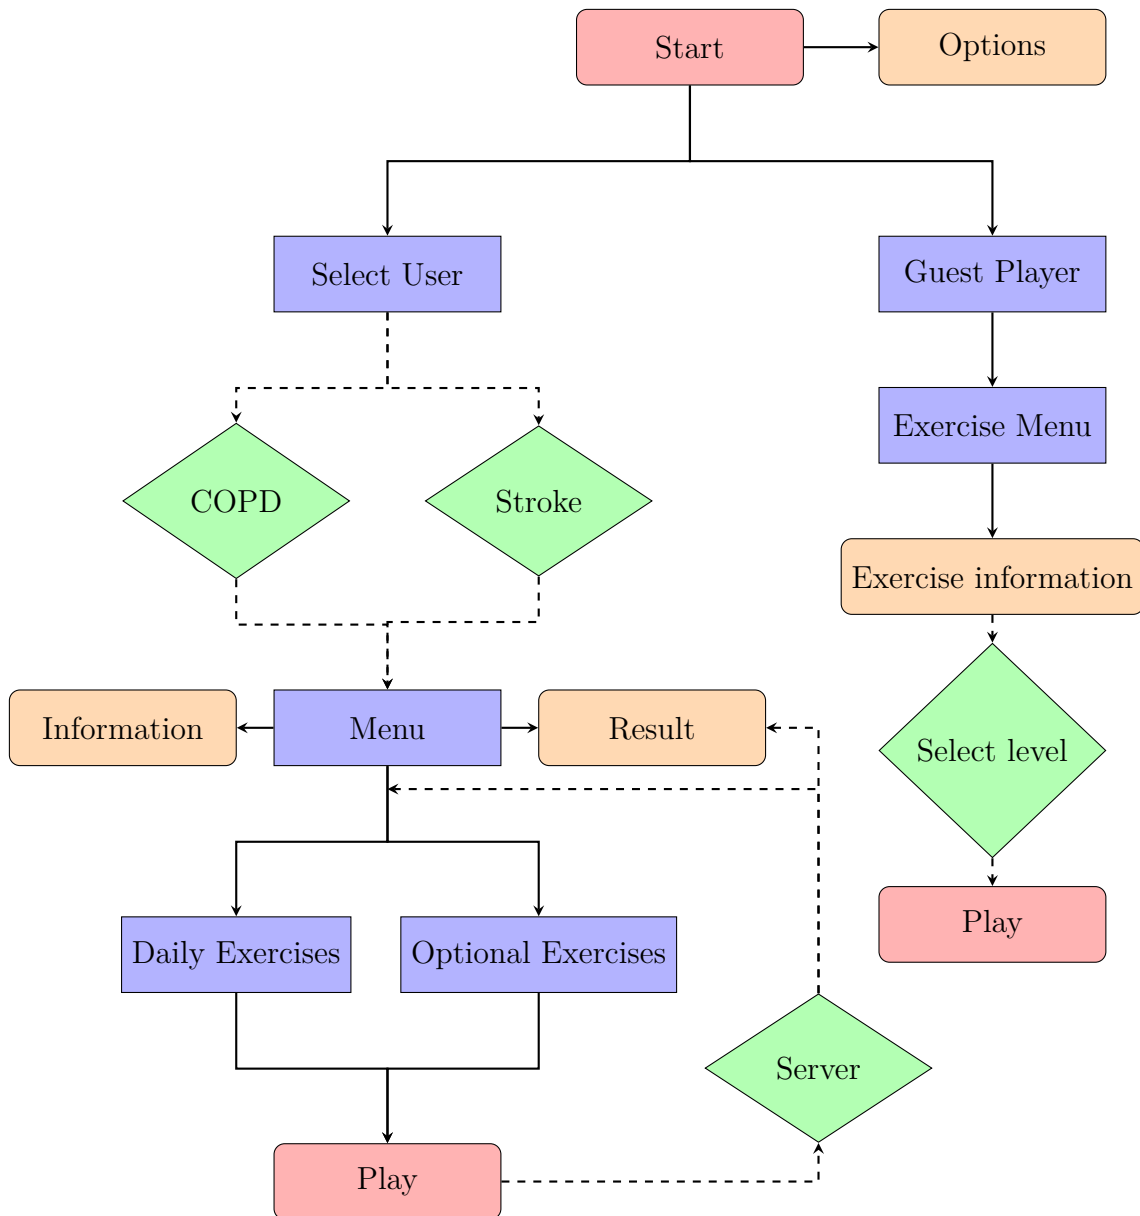 Start
Options
Select User
Guest Player
Exercise Menu
COPD
Stroke
Exercise information
Information
Menu
Result
Select level
Daily Exercises
Optional Exercises
Play
Server
Play